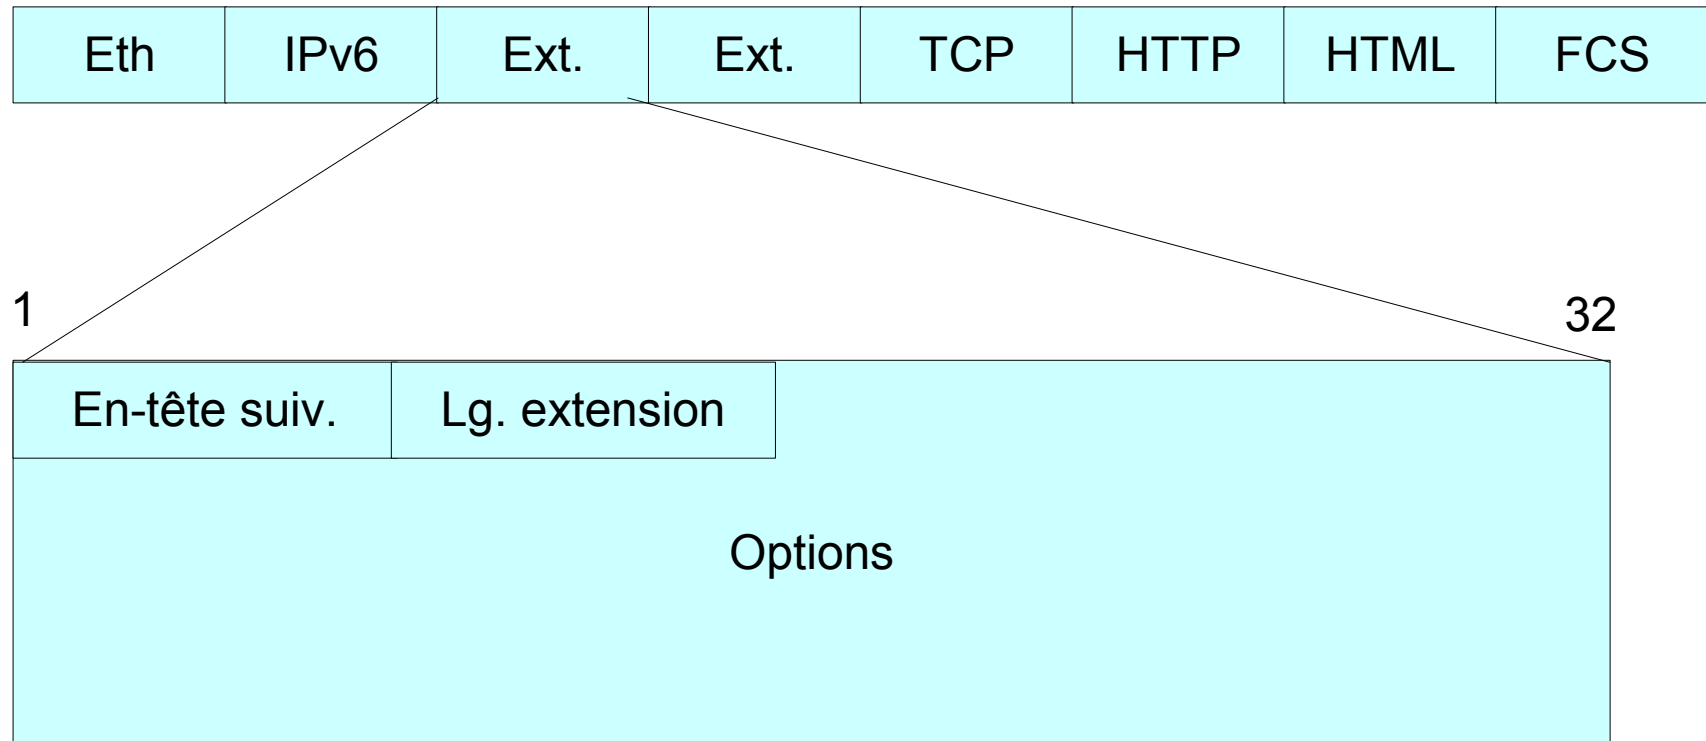 Eth IPv6 Ext. Ext. TCP HTTP HTML FCS
1 32
En-tête suiv. Lg. extension
Options